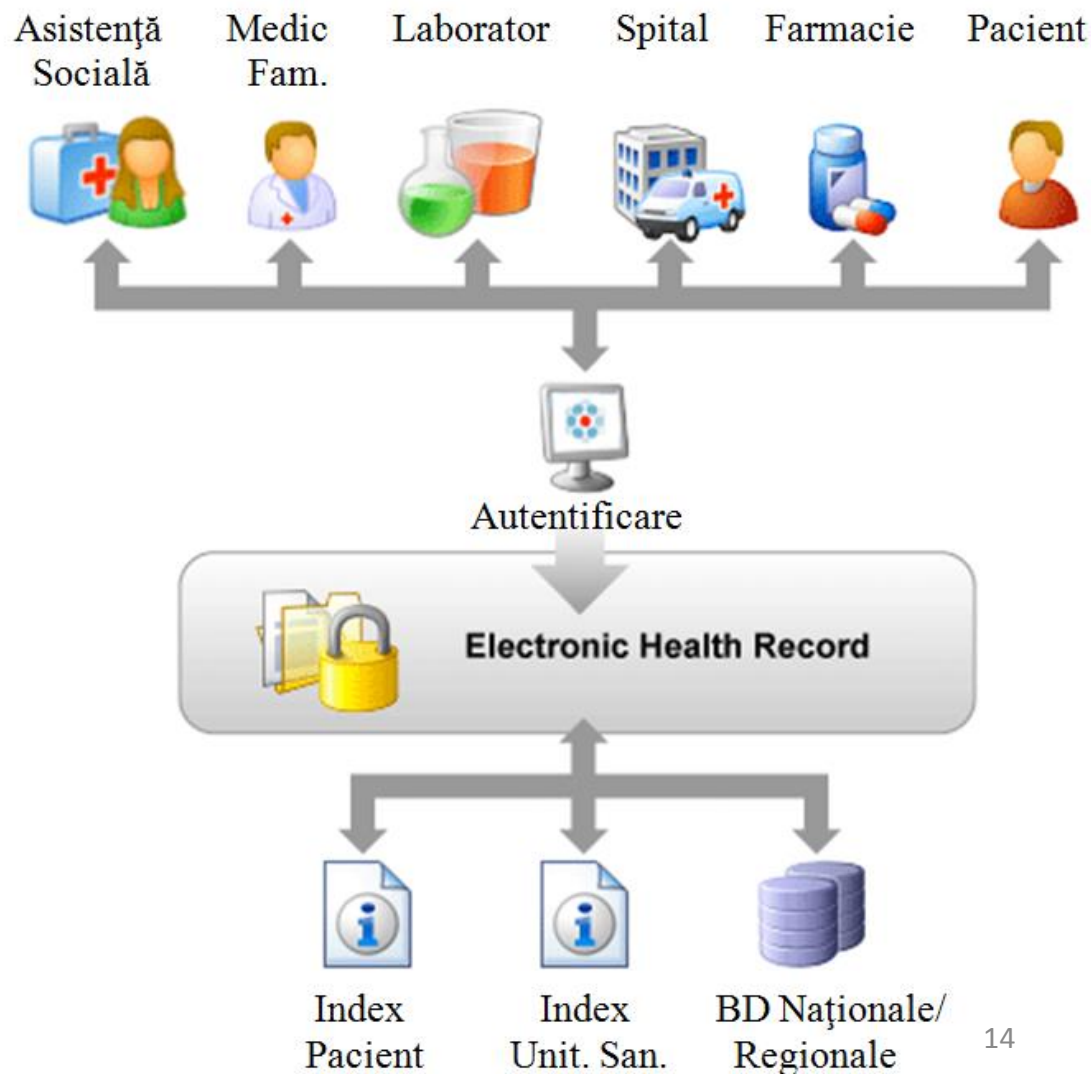 Asistenţă Medic Laborator Spital Farmacie Pacient
Socială Fam.
Autentificare
Electronic Health Record
Index Index BD Naţionale/
Pacient Unit. San. Regionale
14